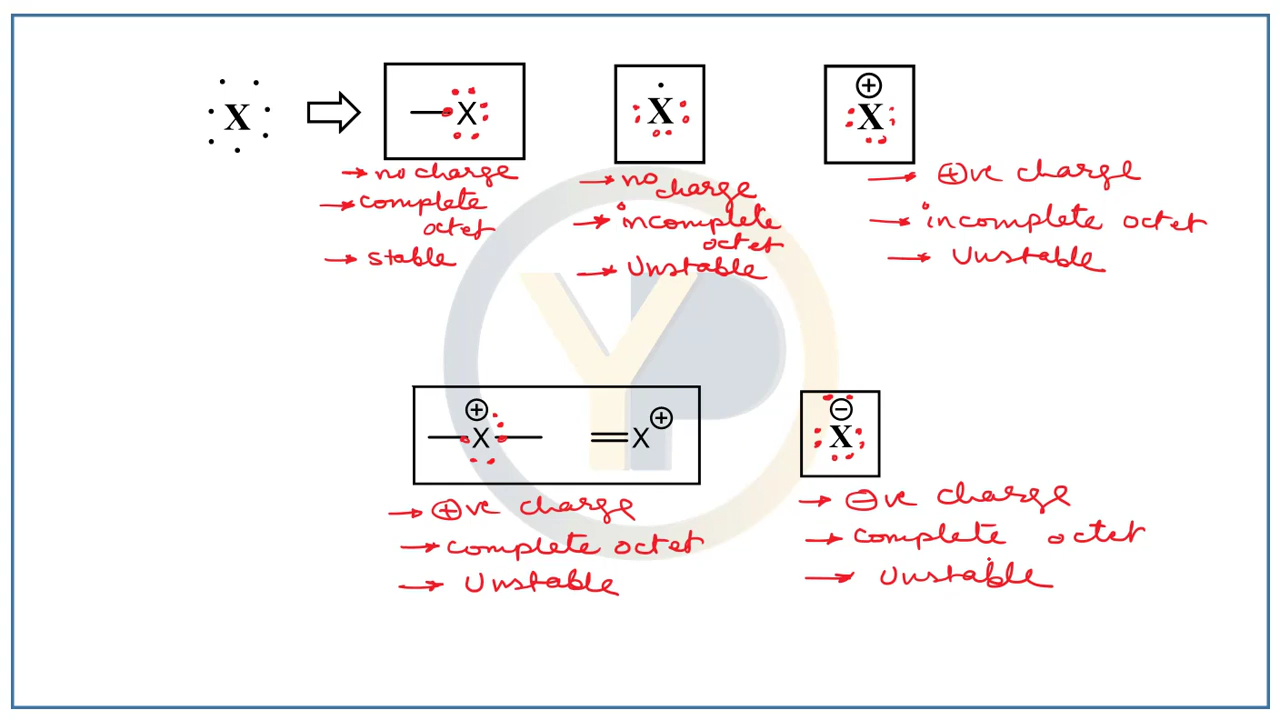 X
—X
X
⊕
X
→ no charge
→ complete
octet
→ stable
→ no
charge
→ incomplete
octet
→ Unstable
→ ⊕ve charge
→ incomplete octet
→ Unstable
⊕
—X—
=X⊕
⊖
X
→ ⊕ve charge
→ complete octet
→ Unstable
→ ⊖ve charge
→ complete octet
→ Unstable
YP